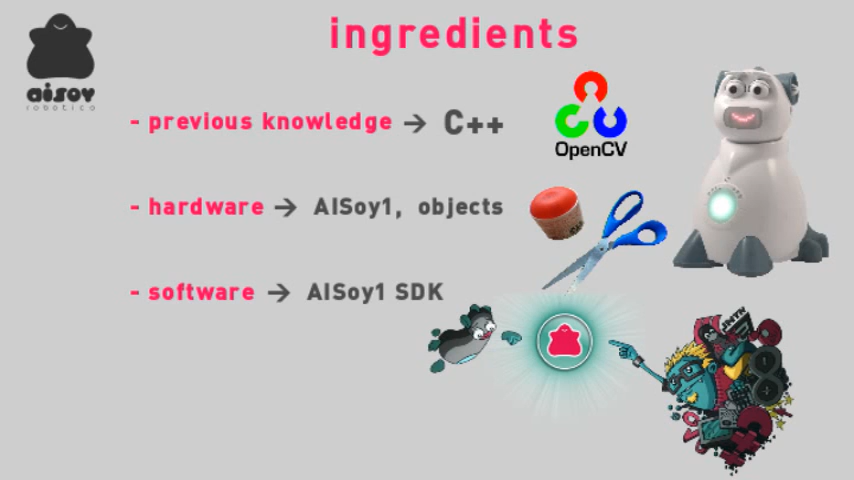 ingredients
aisoy
robotics
- previous knowledge → C++
OpenCV
- hardware → AISoy1, objects
- software → AISoy1 SDK